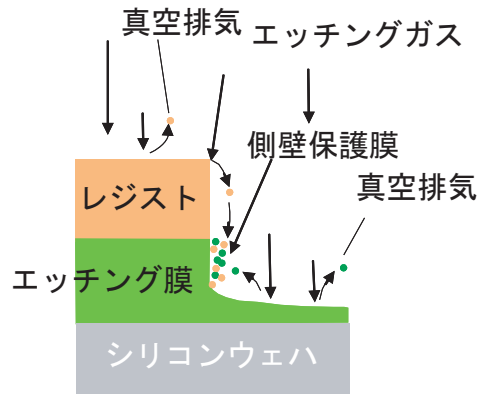 真空排気
エッチングガス
側壁保護膜
真空排気
レジスト
エッチング膜
シリコンウェハ